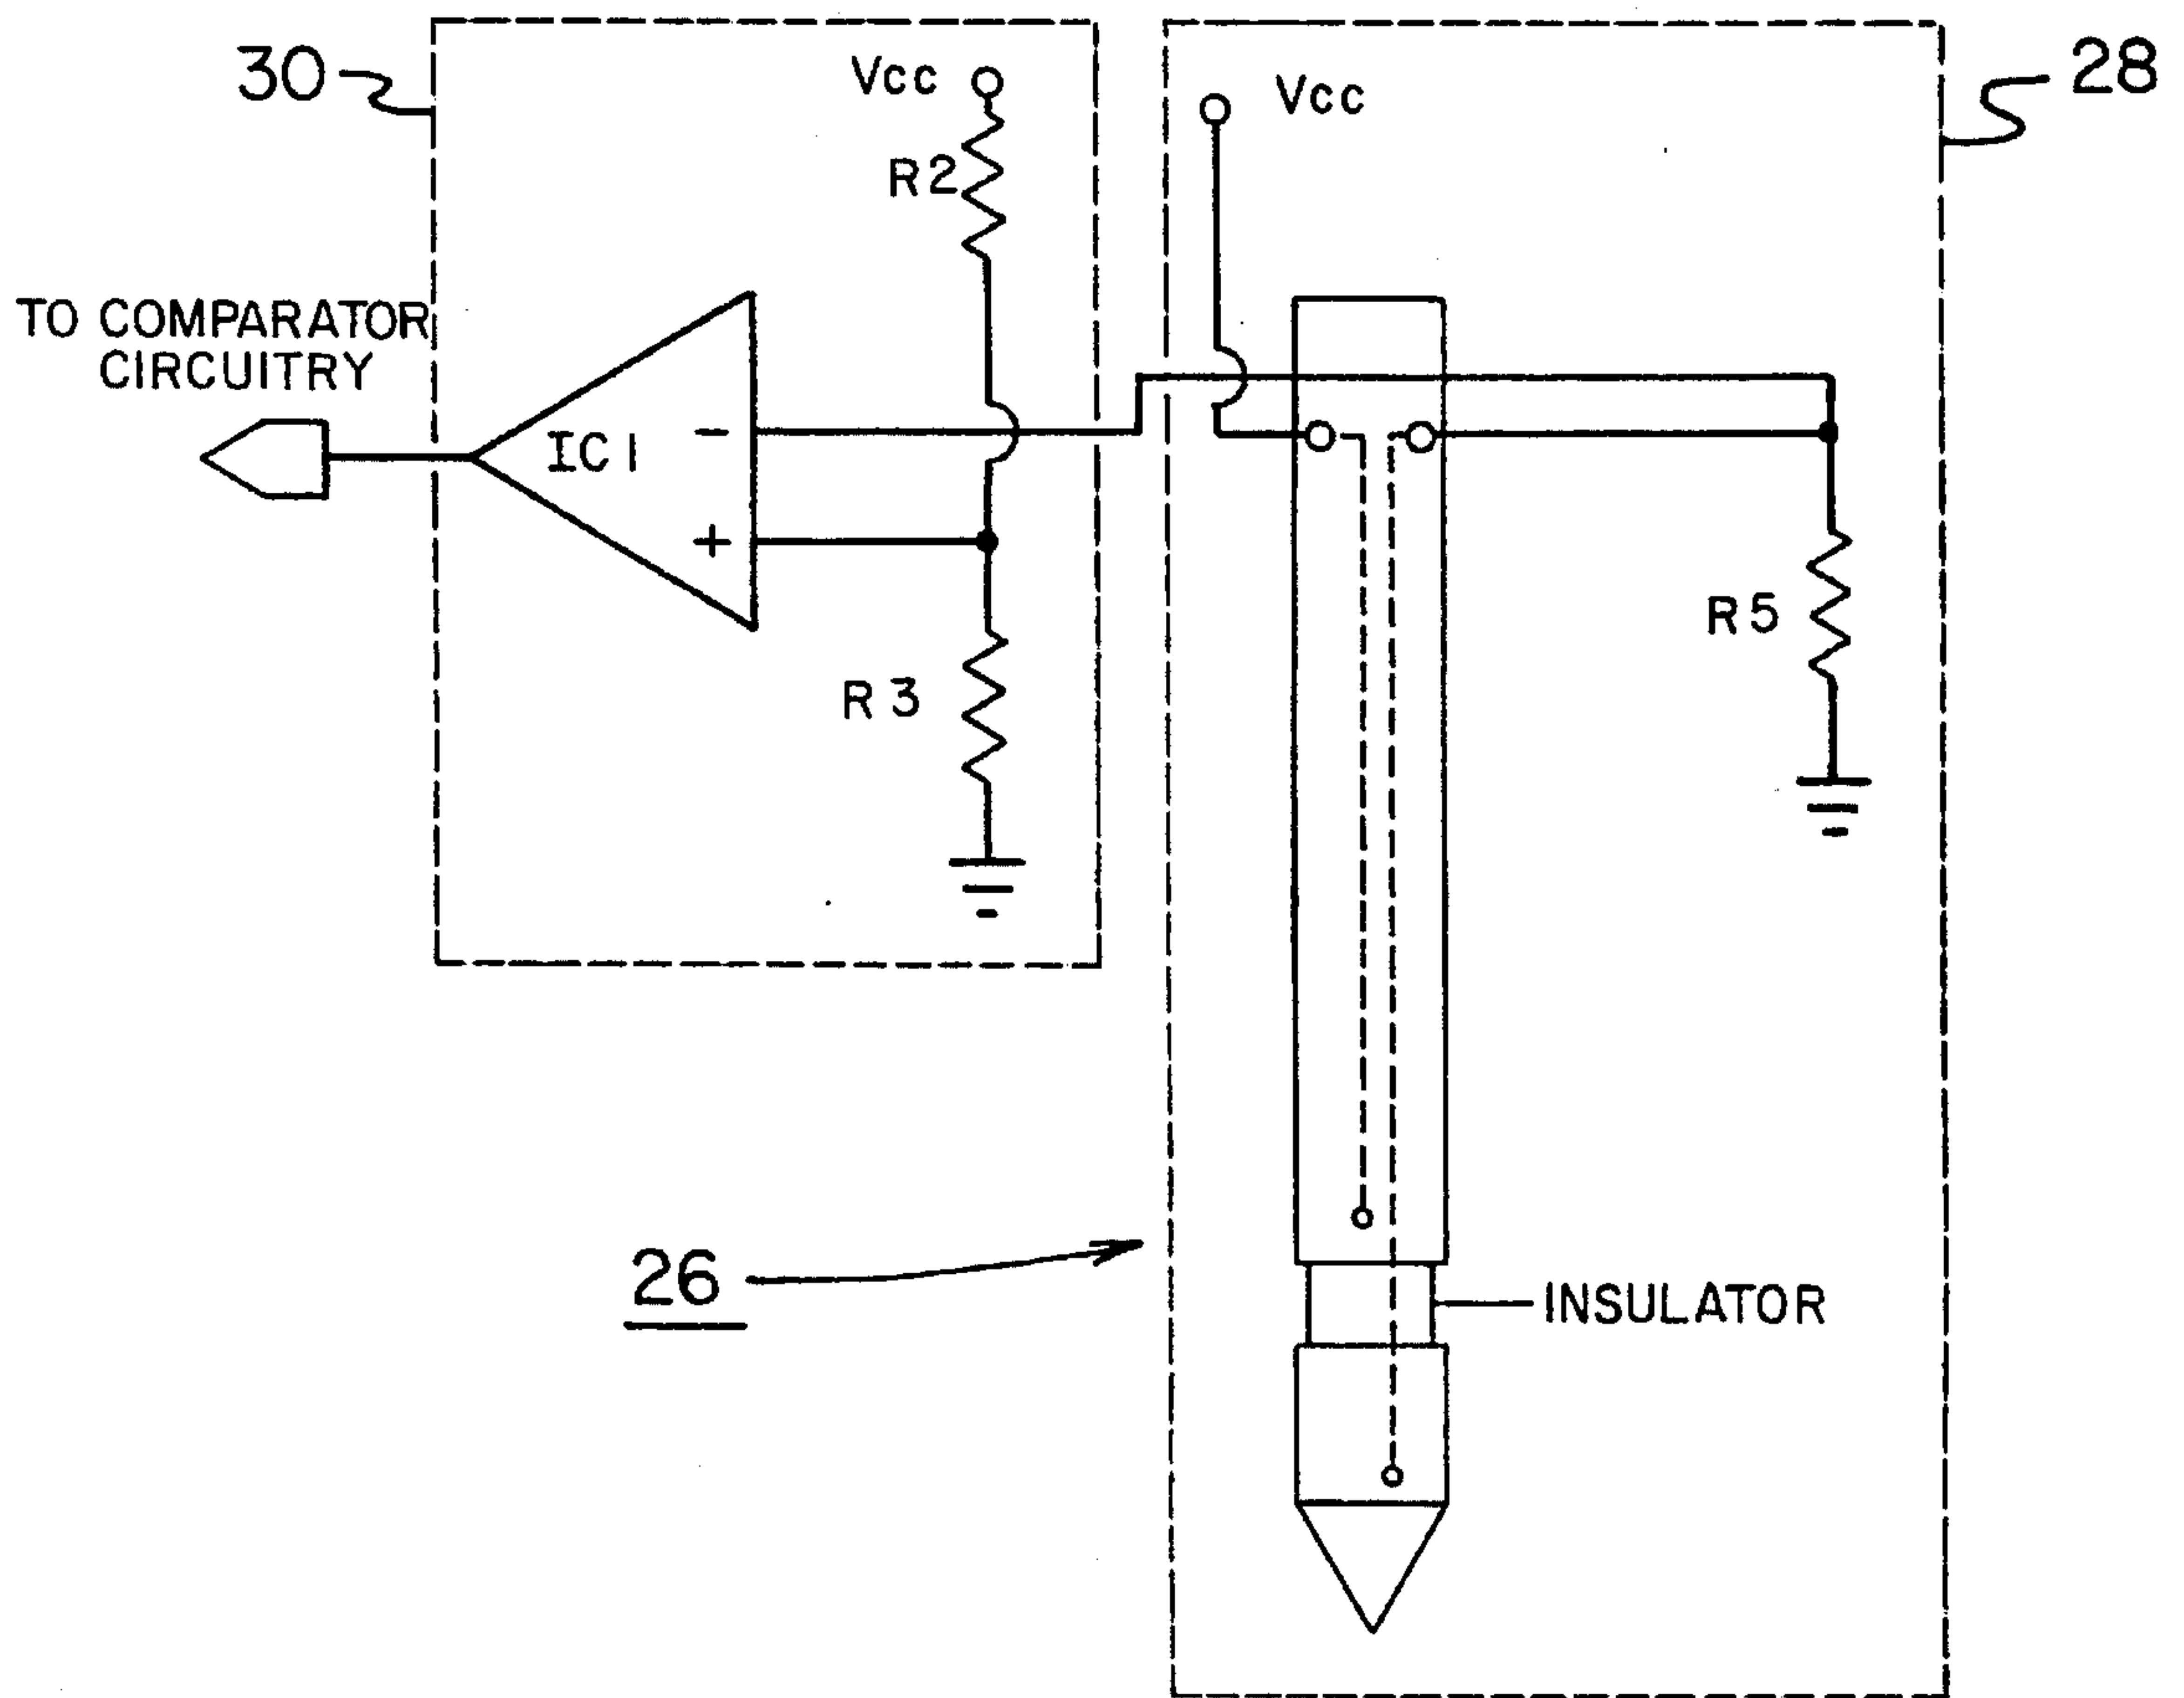 30
Vcc
Vcc
28
R2
TO COMPARATOR
CIRCUITRY
IC1
-
+
R3
R5
26
INSULATOR